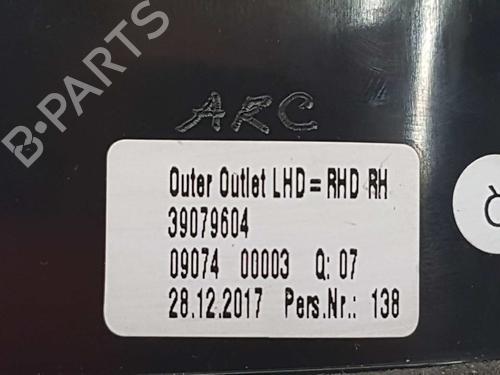 B-PARTS
ARC
Outer Outlet LHD = RHD RH
39079604
09074 00003 Q: 07
28.12.2017 Pers.Nr.: 138